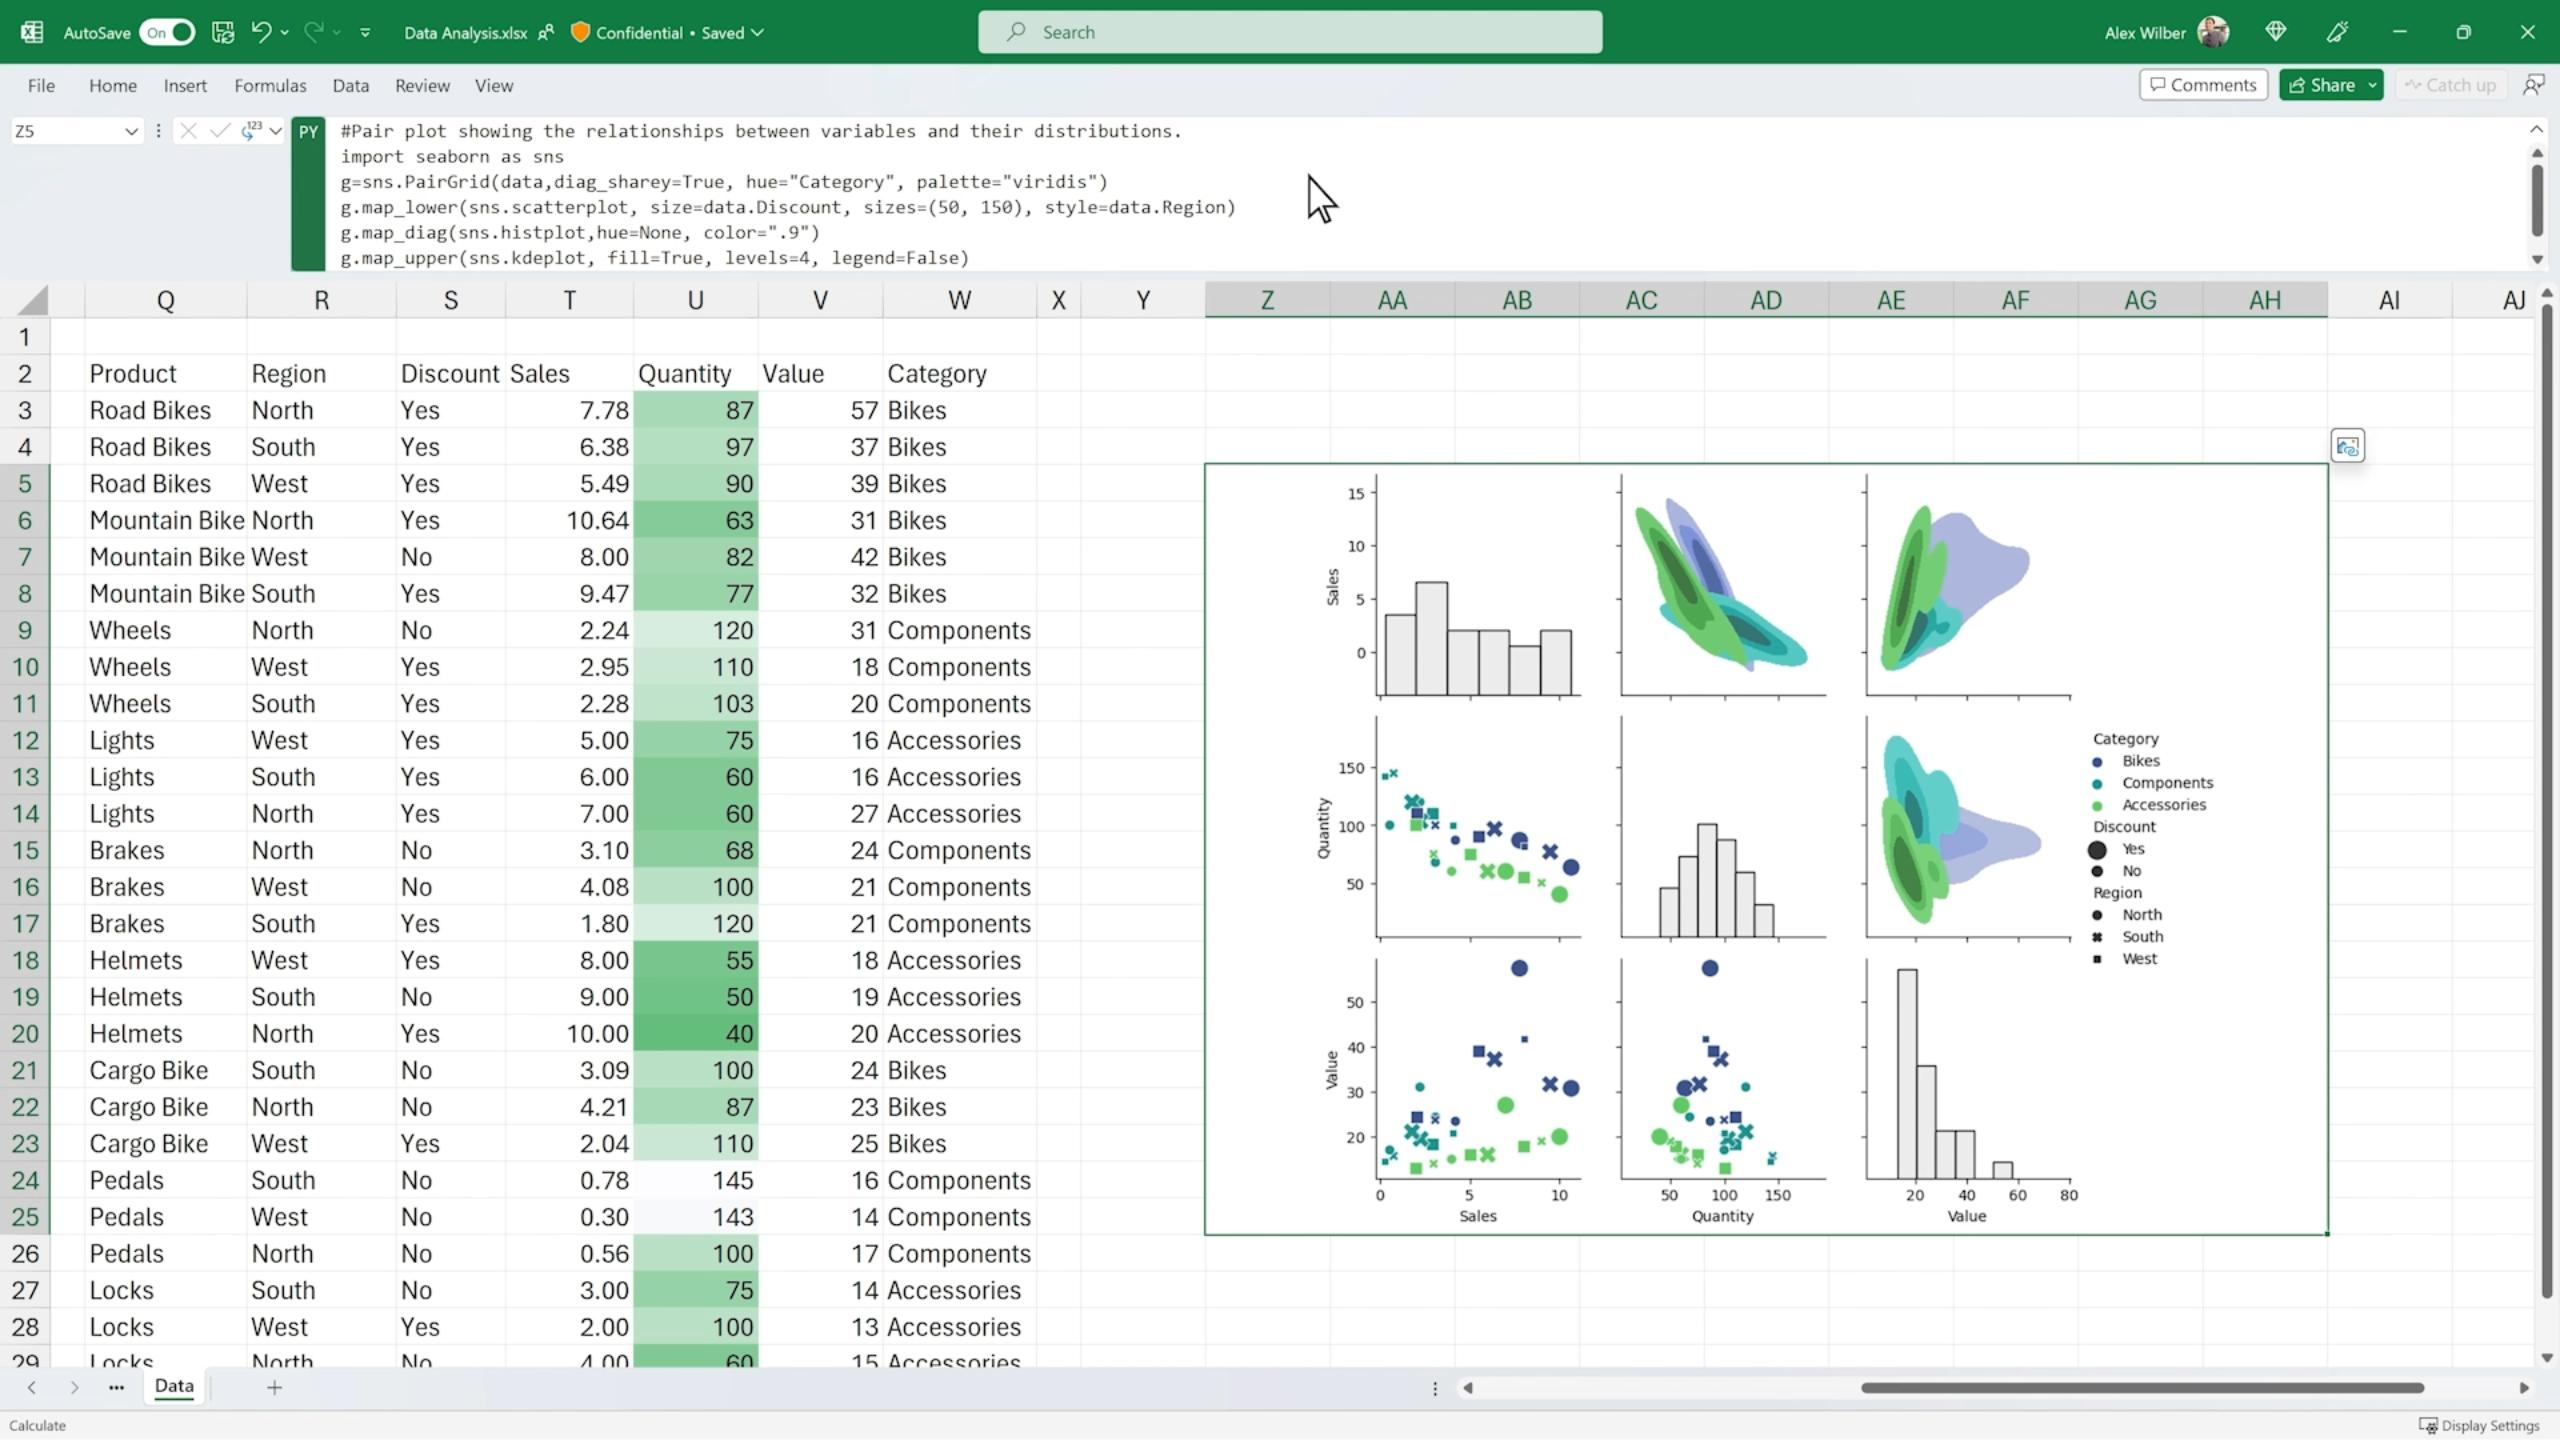 AutoSave On Data Analysis.xlsx Confidential • Saved Search Alex Wilber
File Home Insert Formulas Data Review View Comments Share Catch up
Z5 123 PY #Pair plot showing the relationships between variables and their distributions.
import seaborn as sns
g=sns.PairGrid(data,diag_sharey=True, hue="Category", palette="viridis")
g.map_lower(sns.scatterplot, size=data.Discount, sizes=(50, 150), style=data.Region)
g.map_diag(sns.histplot,hue=None, color=".9")
g.map_upper(sns.kdeplot, fill=True, levels=4, legend=False)
Q R S T U V W X Y Z AA AB AC AD AE AF AG AH AI AJ
1
2 Product Region Discount Sales Quantity Value Category
3 Road Bikes North Yes 7.78 87 57 Bikes
4 Road Bikes South Yes 6.38 97 37 Bikes
5 Road Bikes West Yes 5.49 90 39 Bikes
6 Mountain Bike North Yes 10.64 63 31 Bikes
7 Mountain Bike West No 8.00 82 42 Bikes
8 Mountain Bike South Yes 9.47 77 32 Bikes
9 Wheels North No 2.24 120 31 Components
10 Wheels West Yes 2.95 110 18 Components
11 Wheels South Yes 2.28 103 20 Components
12 Lights West Yes 5.00 75 16 Accessories
13 Lights South Yes 6.00 60 16 Accessories
14 Lights North Yes 7.00 60 27 Accessories
15 Brakes North No 3.10 68 24 Components
16 Brakes West No 4.08 100 21 Components
17 Brakes South Yes 1.80 120 21 Components
18 Helmets West Yes 8.00 55 18 Accessories
19 Helmets South No 9.00 50 19 Accessories
20 Helmets North Yes 10.00 40 20 Accessories
21 Cargo Bike South No 3.09 100 24 Bikes
22 Cargo Bike North No 4.21 87 23 Bikes
23 Cargo Bike West Yes 2.04 110 25 Bikes
24 Pedals South No 0.78 145 16 Components
25 Pedals West No 0.30 143 14 Components
26 Pedals North No 0.56 100 17 Components
27 Locks South No 3.00 75 14 Accessories
28 Locks West Yes 2.00 100 13 Accessories
29 Locks North No 4.00 60 15 Accessories
15
10
5
0
Sales
150
100
50
Quantity
50
40
30
20
Value
0 5 10 50 100 150 20 40 60 80
Sales Quantity Value
Category
Bikes
Components
Accessories
Discount
Yes
No
Region
North
South
West
Data
Calculate Display Settings